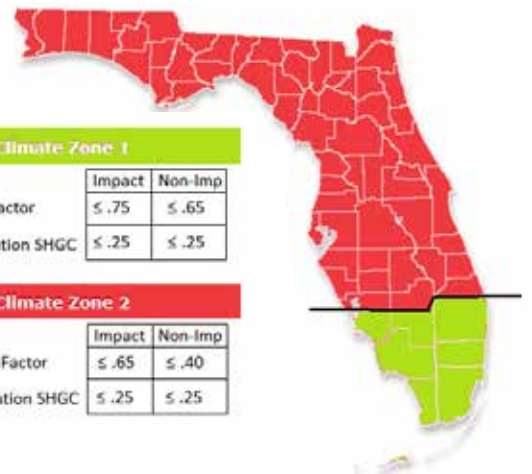 Climate Zone 1
Impact Non-Imp
actor ≤ .75 ≤ .65
tion SHGC ≤ .25 ≤ .25
Climate Zone 2
Impact Non-Imp
Factor ≤ .65 ≤ .40
ation SHGC ≤ .25 ≤ .25